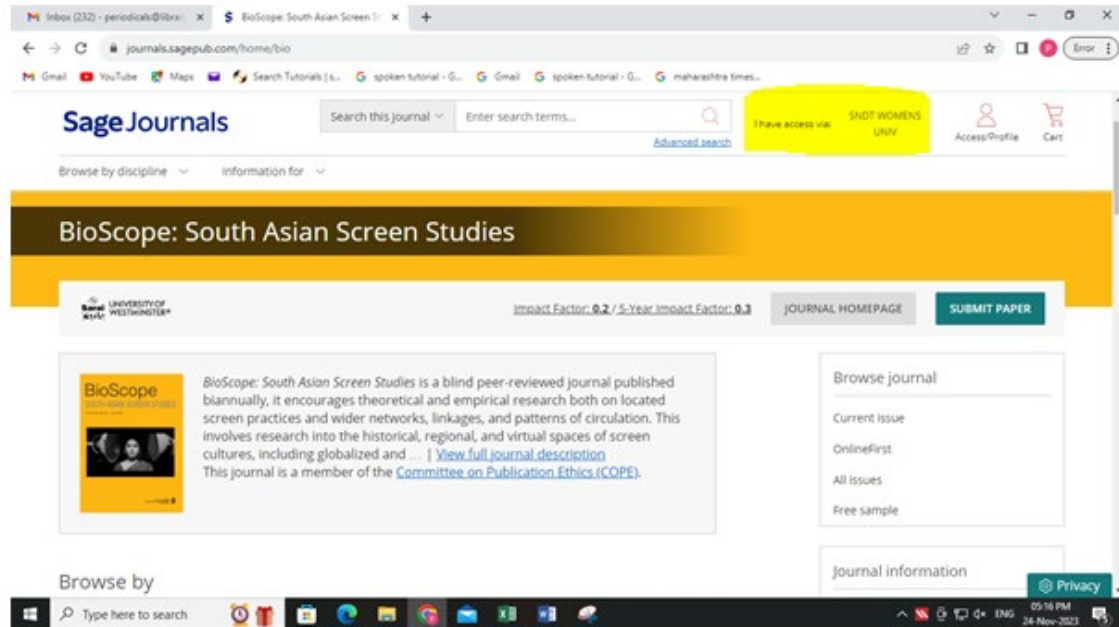 Inbox (232) - periodicals@librar
BioScope: South Asian Screen S
journals.sagepub.com/home/bio
Error
Gmail
YouTube
Maps
Search Tutorials | s...
spoken tutorial - G...
Gmail
spoken tutorial - G...
maharashtra times...
Sage Journals
Search this journal
Enter search terms...
Advanced search
I have access via:
SNDT WOMENS
UNIV
Access/Profile
Cart
Browse by discipline
Information for
BioScope: South Asian Screen Studies
UNIVERSITY OF
WESTMINSTER
Impact Factor: 0.2 / 5-Year Impact Factor: 0.3
JOURNAL HOMEPAGE
SUBMIT PAPER
BioScope
SOUTH ASIAN SCREEN STUDIES
BioScope: South Asian Screen Studies is a blind peer-reviewed journal published
biannually, it encourages theoretical and empirical research both on located
screen practices and wider networks, linkages, and patterns of circulation. This
involves research into the historical, regional, and virtual spaces of screen
cultures, including globalized and ... | View full journal description
This journal is a member of the Committee on Publication Ethics (COPE).
Browse journal
Current issue
OnlineFirst
All issues
Free sample
Browse by
Journal information
Privacy
Type here to search
ENG
05:16 PM
24-Nov-2023